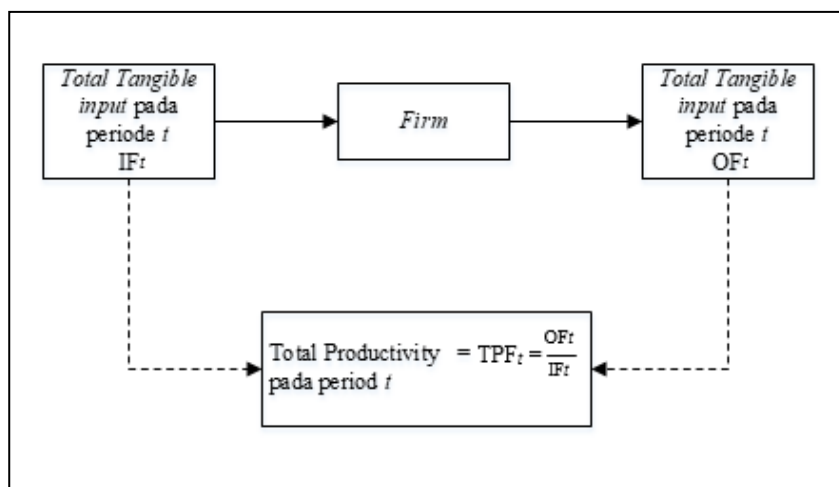 Total Tangible
input pada
periode t
IFt
Firm
Total Tangible
input pada
periode t
OFt
Total Productivity = TPFt = OFt/IFt
pada period t